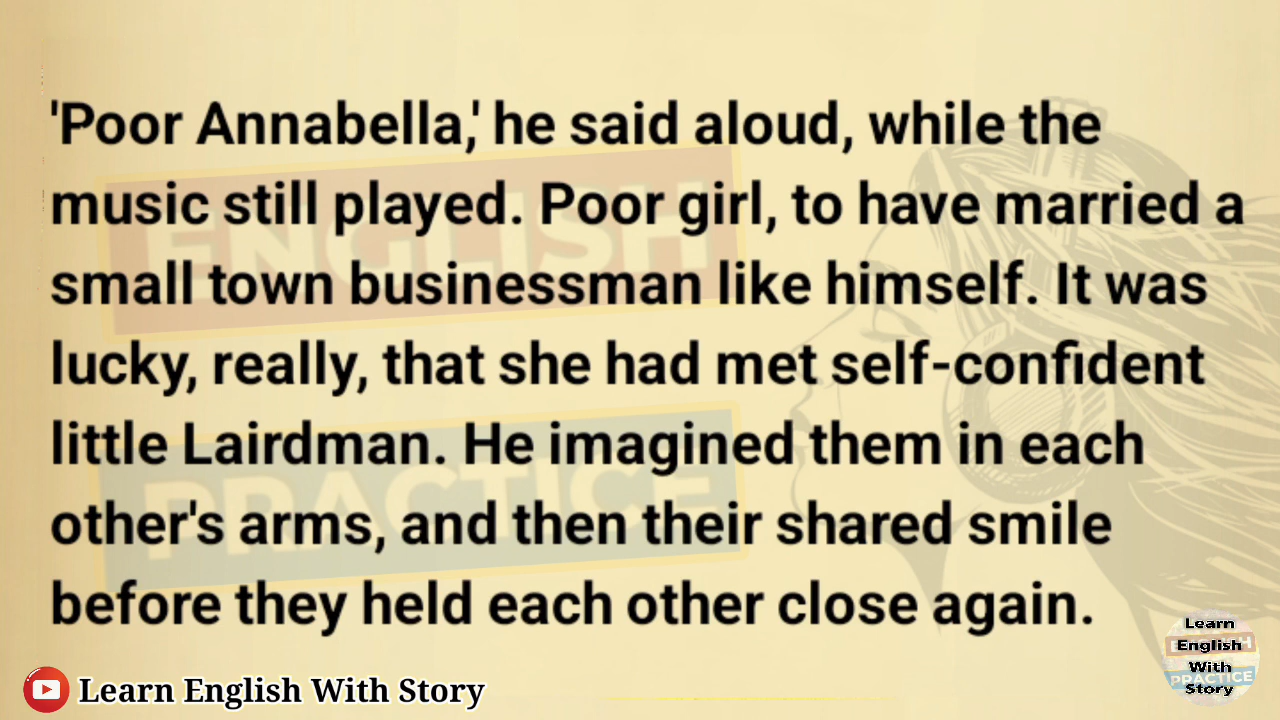 'Poor Annabella,' he said aloud, while the
music still played. Poor girl, to have married a
small town businessman like himself. It was
lucky, really, that she had met self-confident
little Lairdman. He imagined them in each
other's arms, and then their shared smile
before they held each other close again.
ENGLISH
PRACTICE
Learn English With Story
Learn
English
With
Story
ENGLISH
PRACTICE